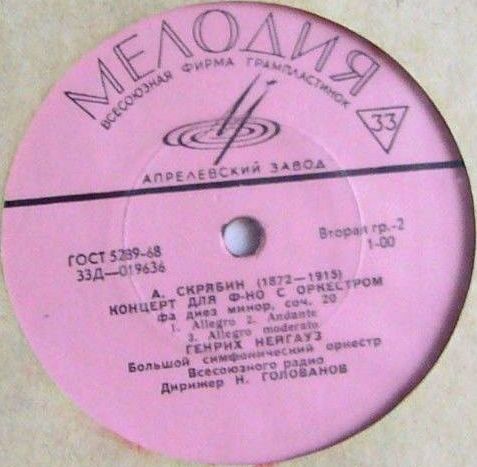 МЕЛОДИЯ
ВСЕСОЮЗНАЯ ФИРМА ГРАМПЛАСТИНОК
33
АПРЕЛЕВСКИЙ ЗАВОД
ГОСТ 5289-68
33Д—019636
Вторая гр.-2
1-00
А. СКРЯБИН (1872—1915)
КОНЦЕРТ ДЛЯ Ф-НО С ОРКЕСТРОМ
фа диез минор, соч. 20
1. Allegro 2. Andante
3. Allegro moderato
ГЕНРИХ НЕЙГАУЗ
Большой симфонический оркестр
Всесоюзного радио
Дирижер Н. ГОЛОВАНОВ